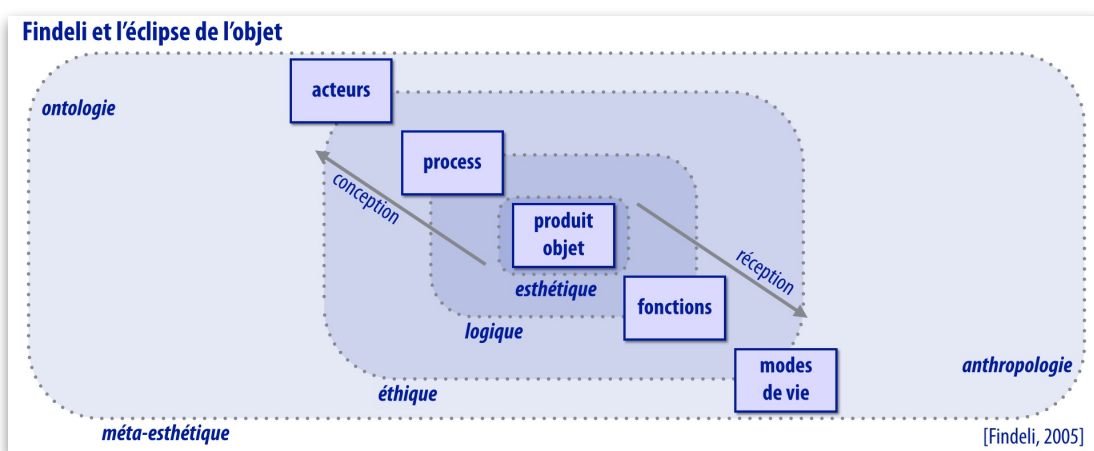 Findeli et l'éclipse de l'objet
ontologie
acteurs
process
conception
produit
objet
réception
esthétique
fonctions
logique
modes
de vie
anthropologie
éthique
méta-esthétique
[Findeli, 2005]